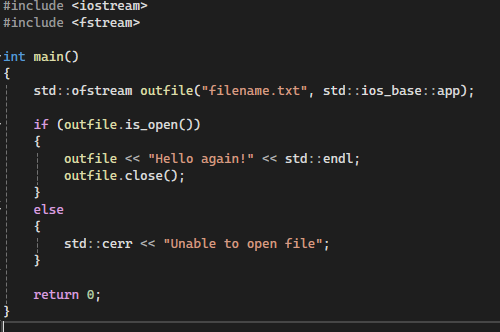 #include <iostream>
#include <fstream>
int main()
{
std::ofstream outfile("filename.txt", std::ios_base::app);
if (outfile.is_open())
{
outfile << "Hello again!" << std::endl;
outfile.close();
}
else
{
std::cerr << "Unable to open file";
}
return 0;
}